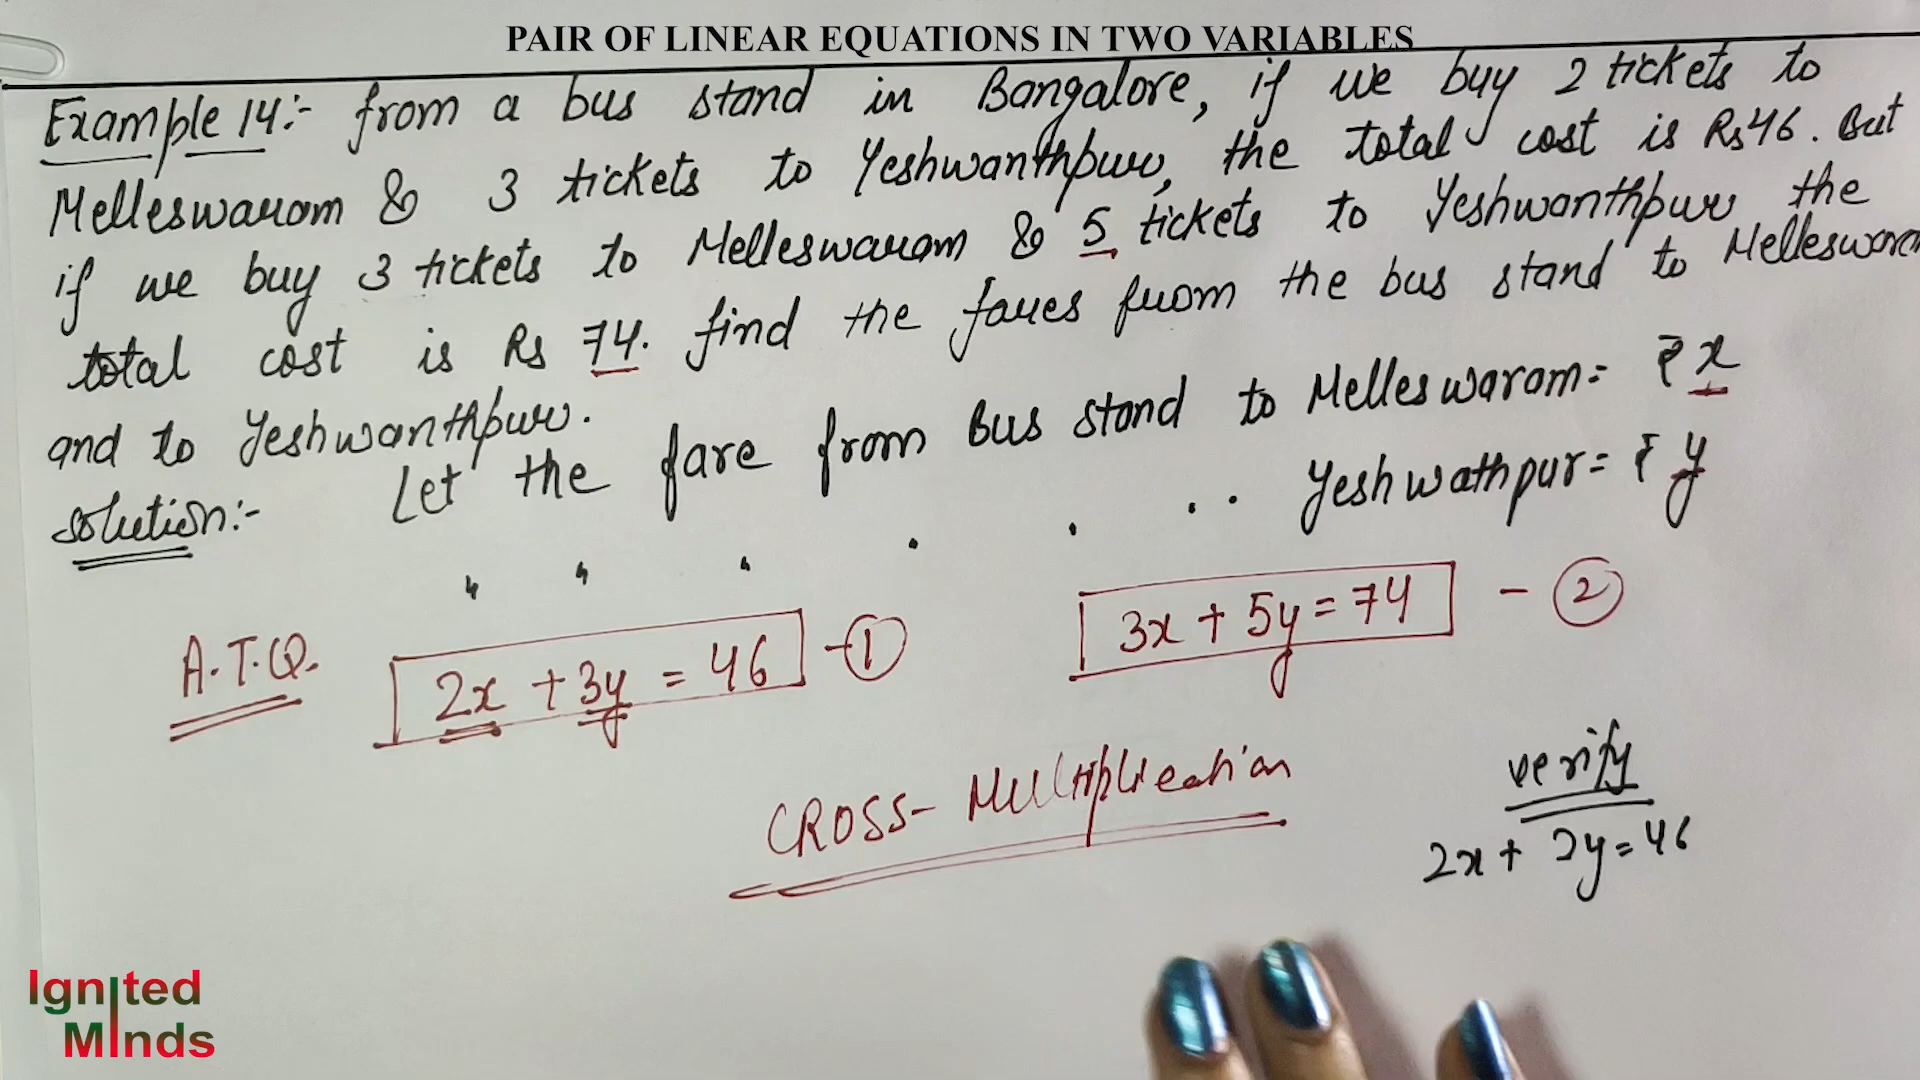 PAIR OF LINEAR EQUATIONS IN TWO VARIABLES
Example 14:- from a bus stand in Bangalore, if we buy 2 tickets to
Melleswaram & 3 tickets to Yeshwanthpur, the total cost is Rs 46. But
if we buy 3 tickets to Melleswaram & 5 tickets to Yeshwanthpur the
total cost is Rs 74. find the fares from the bus stand to Melleswaram
and to Yeshwanthpur.
solution:- Let the fare from Bus stand to Melleswaram = ₹ x
" " " . . .. Yeshwathpur = ₹ y
A.T.Q. 2x + 3y = 46 - ① 3x + 5y = 74 - ②
CROSS- Multiplication
verify
2x + 3y = 46
Ignited
Minds